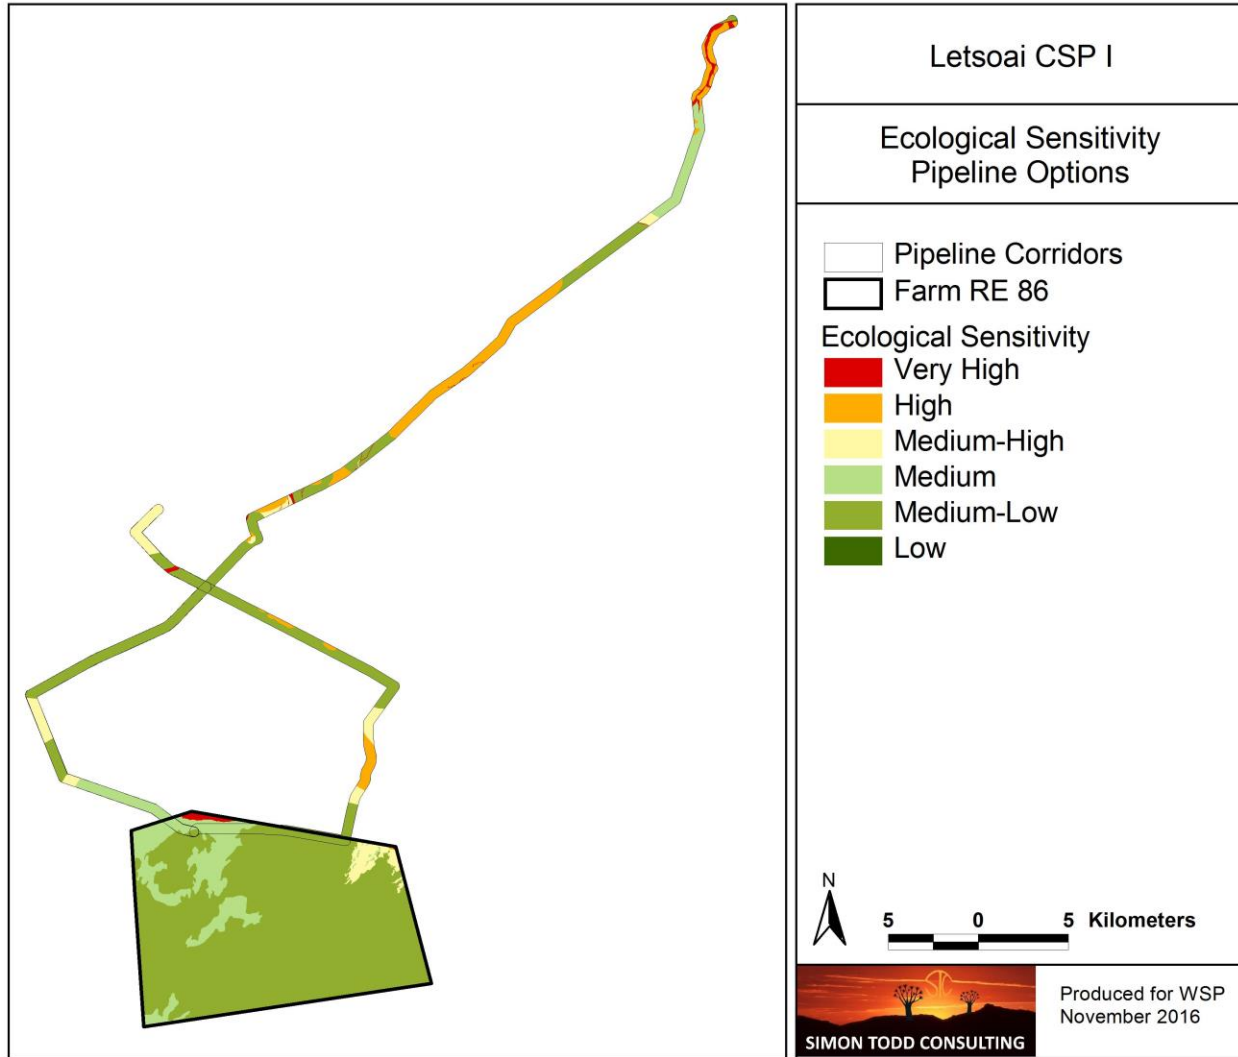 Letsoai CSP I
Ecological Sensitivity
Pipeline Options
Pipeline Corridors
Farm RE 86
Ecological Sensitivity
Very High
High
Medium-High
Medium
Medium-Low
Low
N
5 0 5 Kilometers
SIMON TODD CONSULTING
Produced for WSP
November 2016